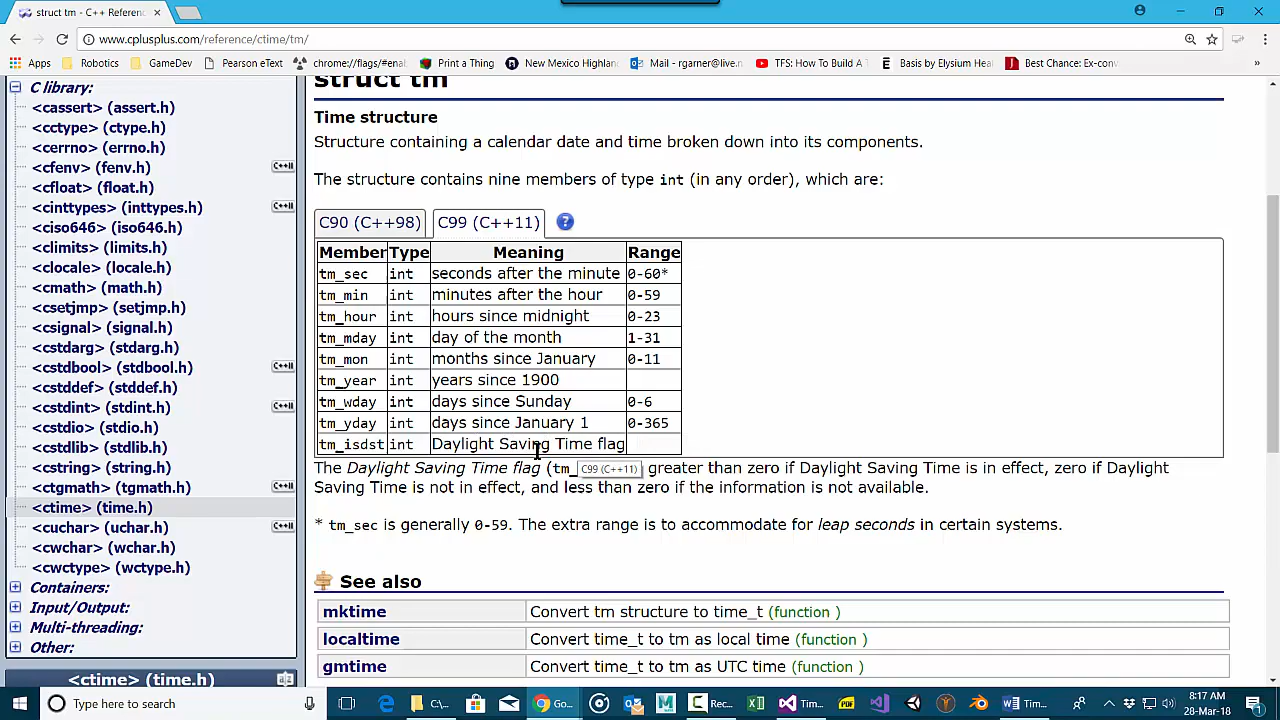 struct tm - C++ Referenc
www.cplusplus.com/reference/ctime/tm/
Apps
Robotics
GameDev
Pearson eText
chrome://flags/#enab
Print a Thing
New Mexico Highland
Mail - rgarner@live.n
TFS: How To Build A T
Basis by Elysium Hea
Best Chance: Ex-conv
»
C library:
<cassert> (assert.h)
<cctype> (ctype.h)
<cerrno> (errno.h)
<cfenv> (fenv.h)
<cfloat> (float.h)
<cinttypes> (inttypes.h)
<ciso646> (iso646.h)
<climits> (limits.h)
<clocale> (locale.h)
<cmath> (math.h)
<csetjmp> (setjmp.h)
<csignal> (signal.h)
<cstdarg> (stdarg.h)
<cstdbool> (stdbool.h)
<cstddef> (stddef.h)
<cstdint> (stdint.h)
<cstdio> (stdio.h)
<cstdlib> (stdlib.h)
<cstring> (string.h)
<ctgmath> (tgmath.h)
<ctime> (time.h)
<cuchar> (uchar.h)
<cwchar> (wchar.h)
<cwctype> (wctype.h)
Containers:
Input/Output:
Multi-threading:
Other:
<ctime> (time.h)
struct tm
Time structure
Structure containing a calendar date and time broken down into its components.
The structure contains nine members of type int (in any order), which are:
C90 (C++98) C99 (C++11)
Member Type Meaning Range
tm_sec int seconds after the minute 0-60*
tm_min int minutes after the hour 0-59
tm_hour int hours since midnight 0-23
tm_mday int day of the month 1-31
tm_mon int months since January 0-11
tm_year int years since 1900
tm_wday int days since Sunday 0-6
tm_yday int days since January 1 0-365
tm_isdst int Daylight Saving Time flag
The Daylight Saving Time flag (tm_ C99 (C++11) greater than zero if Daylight Saving Time is in effect, zero if Daylight
Saving Time is not in effect, and less than zero if the information is not available.
* tm_sec is generally 0-59. The extra range is to accommodate for leap seconds in certain systems.
See also
mktime Convert tm structure to time_t (function )
localtime Convert time_t to tm as local time (function )
gmtime Convert time_t to tm as UTC time (function )
Type here to search
C:\
Go...
Rec...
Tim...
PDF
Tim...
8:17 AM
28-Mar-18